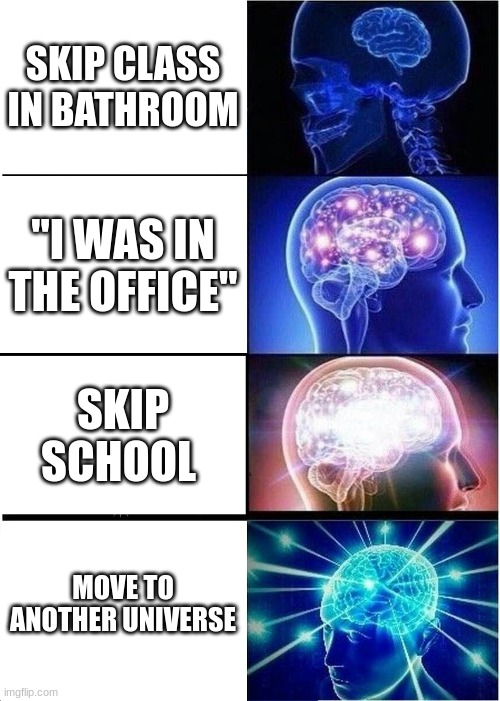 SKIP CLASS
IN BATHROOM
"I WAS IN
THE OFFICE"
SKIP
SCHOOL
MOVE TO
ANOTHER UNIVERSE
imgflip.com